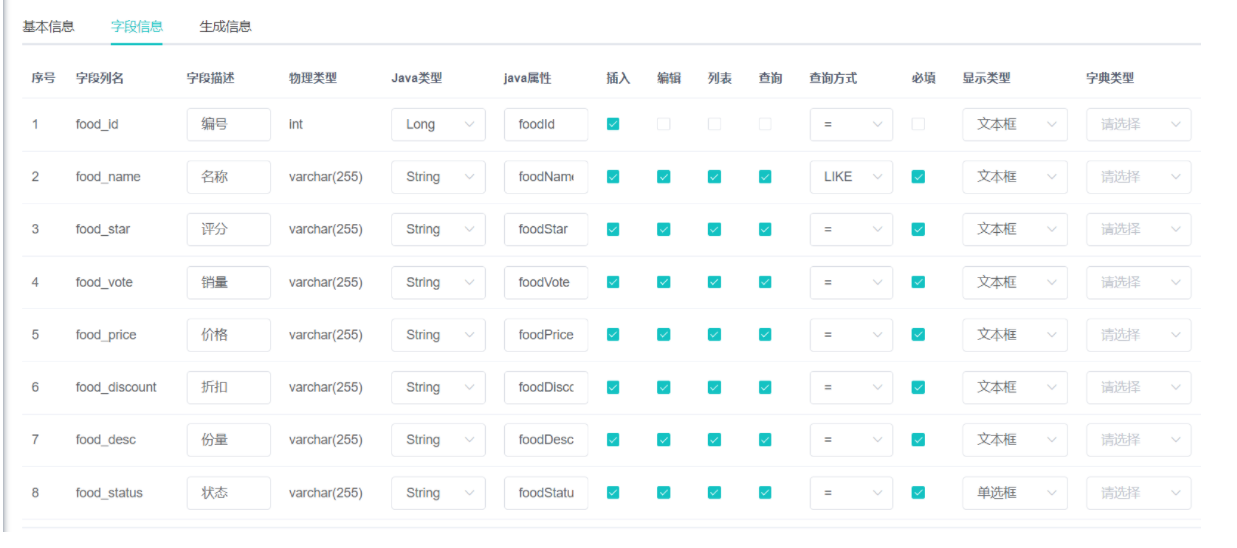 基本信息 字段信息 生成信息
序号 字段列名 字段描述 物理类型 Java类型 java属性 插入 编辑 列表 查询 查询方式 必填 显示类型 字典类型
1 food_id 编号 int Long foodId = 文本框 请选择
2 food_name 名称 varchar(255) String foodName LIKE 文本框 请选择
3 food_star 评分 varchar(255) String foodStar = 文本框 请选择
4 food_vote 销量 varchar(255) String foodVote = 文本框 请选择
5 food_price 价格 varchar(255) String foodPrice = 文本框 请选择
6 food_discount 折扣 varchar(255) String foodDisco = 文本框 请选择
7 food_desc 份量 varchar(255) String foodDesc = 文本框 请选择
8 food_status 状态 varchar(255) String foodStatu = 单选框 请选择